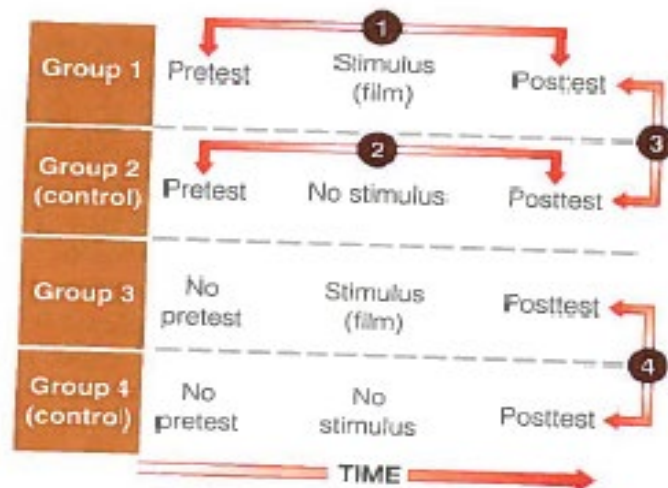 1
Group 1
Pretest
Stimulus
(film)
Posttest
3
2
Group 2
(control)
Pretest
No stimulus
Posttest
Group 3
No
pretest
Stimulus
(film)
Posttest
4
Group 4
(control)
No
pretest
No
stimulus
Posttest
TIME